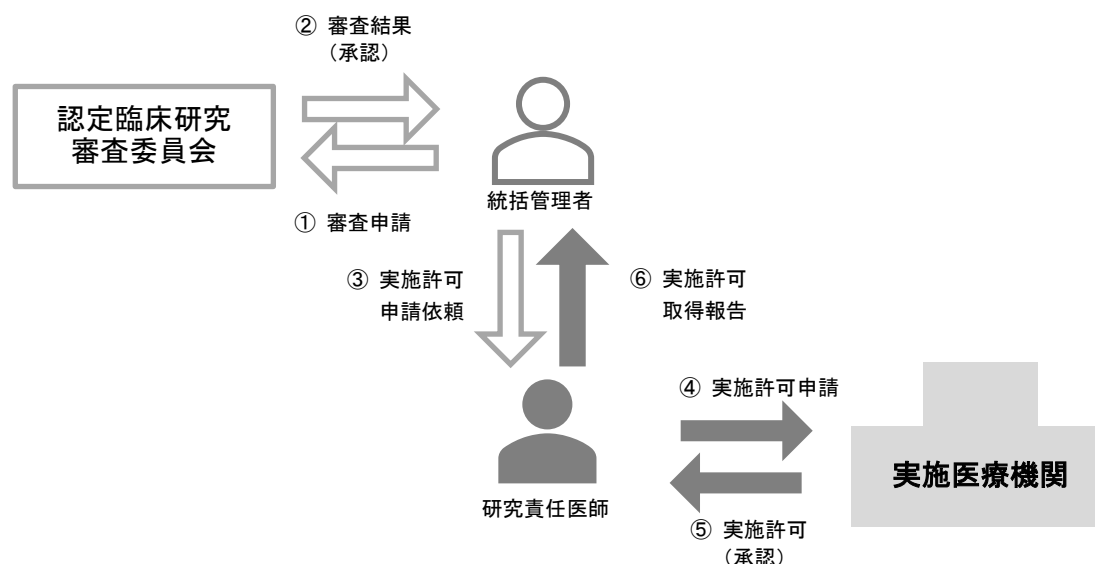 ② 審査結果
（承認）
認定臨床研究
審査委員会
統括管理者
① 審査申請
③ 実施許可
申請依頼
⑥ 実施許可
取得報告
④ 実施許可申請
実施医療機関
研究責任医師
⑤ 実施許可
（承認）